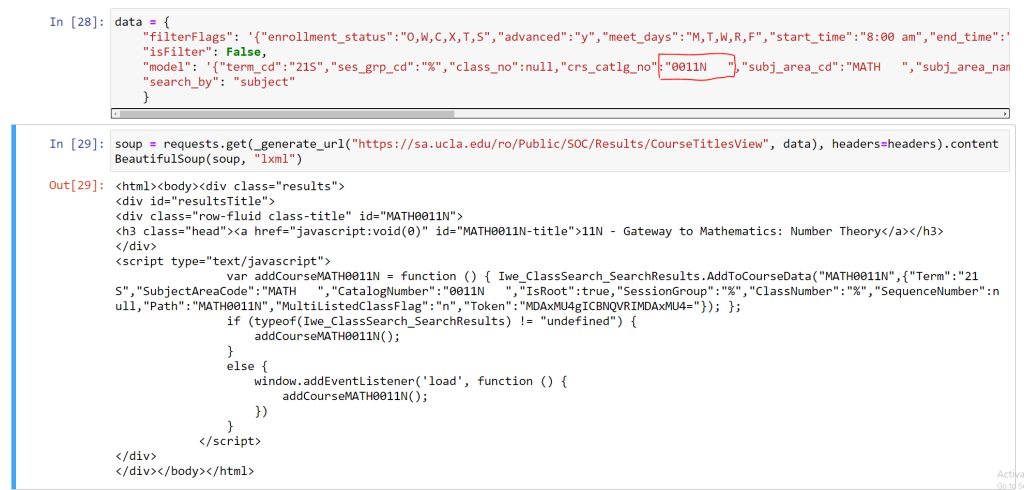 In [28]: data = {
"filterFlags": '{"enrollment_status":"O,W,C,X,T,S","advanced":"y","meet_days":"M,T,W,R,F","start_time":"8:00 am","end_time":'
"isFilter": False,
"model": '{"term_cd":"21S","ses_grp_cd":"%","class_no":null,"crs_catlg_no":"0011N   ","subj_area_cd":"MATH   ","subj_area_nam
"search_by": "subject"
}
In [29]: soup = requests.get(_generate_url("https://sa.ucla.edu/ro/Public/SOC/Results/CourseTitlesView", data), headers=headers).content
BeautifulSoup(soup, "lxml")
Out[29]: <html><body><div class="results">
<div id="resultsTitle">
<div class="row-fluid class-title" id="MATH0011N">
<h3 class="head"><a href="javascript:void(0)" id="MATH0011N-title">11N - Gateway to Mathematics: Number Theory</a></h3>
</div>
<script type="text/javascript">
var addCourseMATH0011N = function () { Iwe_ClassSearch_SearchResults.AddToCourseData("MATH0011N",{"Term":"21
S","SubjectAreaCode":"MATH   ","CatalogNumber":"0011N   ","IsRoot":true,"SessionGroup":"%","ClassNumber":"%","SequenceNumber":n
ull,"Path":"MATH0011N","MultiListedClassFlag":"n","Token":"MDAxMU4gICBNQVRIMDAxMU4="}); };
if (typeof(Iwe_ClassSearch_SearchResults) != "undefined") {
addCourseMATH0011N();
}
else {
window.addEventListener('load', function () {
addCourseMATH0011N();
})
}
</script>
</div>
</div></body></html>
Activa
Go to S